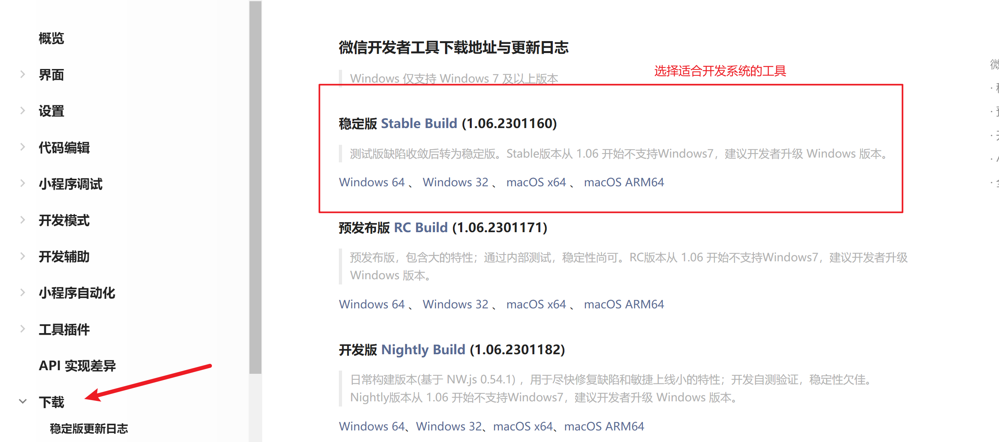 概览
界面
设置
代码编辑
小程序调试
开发模式
开发辅助
小程序自动化
工具插件
API 实现差异
下载
稳定版更新日志
微信开发者工具下载地址与更新日志
Windows 仅支持 Windows 7 及以上版本
选择适合开发系统的工具
稳定版 Stable Build (1.06.2301160)
测试版缺陷收敛后转为稳定版。Stable版本从 1.06 开始不支持Windows7，建议开发者升级 Windows 版本。
Windows 64 、 Windows 32 、 macOS x64 、 macOS ARM64
预发布版 RC Build (1.06.2301171)
预发布版，包含大的特性；通过内部测试，稳定性尚可。RC版本从 1.06 开始不支持Windows7，建议开发者升级
Windows 版本。
Windows 64 、 Windows 32 、 macOS x64 、 macOS ARM64
开发版 Nightly Build (1.06.2301182)
日常构建版本(基于 NW.js 0.54.1) ，用于尽快修复缺陷和敏捷上线小的特性；开发自测验证，稳定性欠佳。
Nightly版本从 1.06 开始不支持Windows7，建议开发者升级 Windows 版本。
Windows 64、Windows 32、macOS x64、macOS ARM64